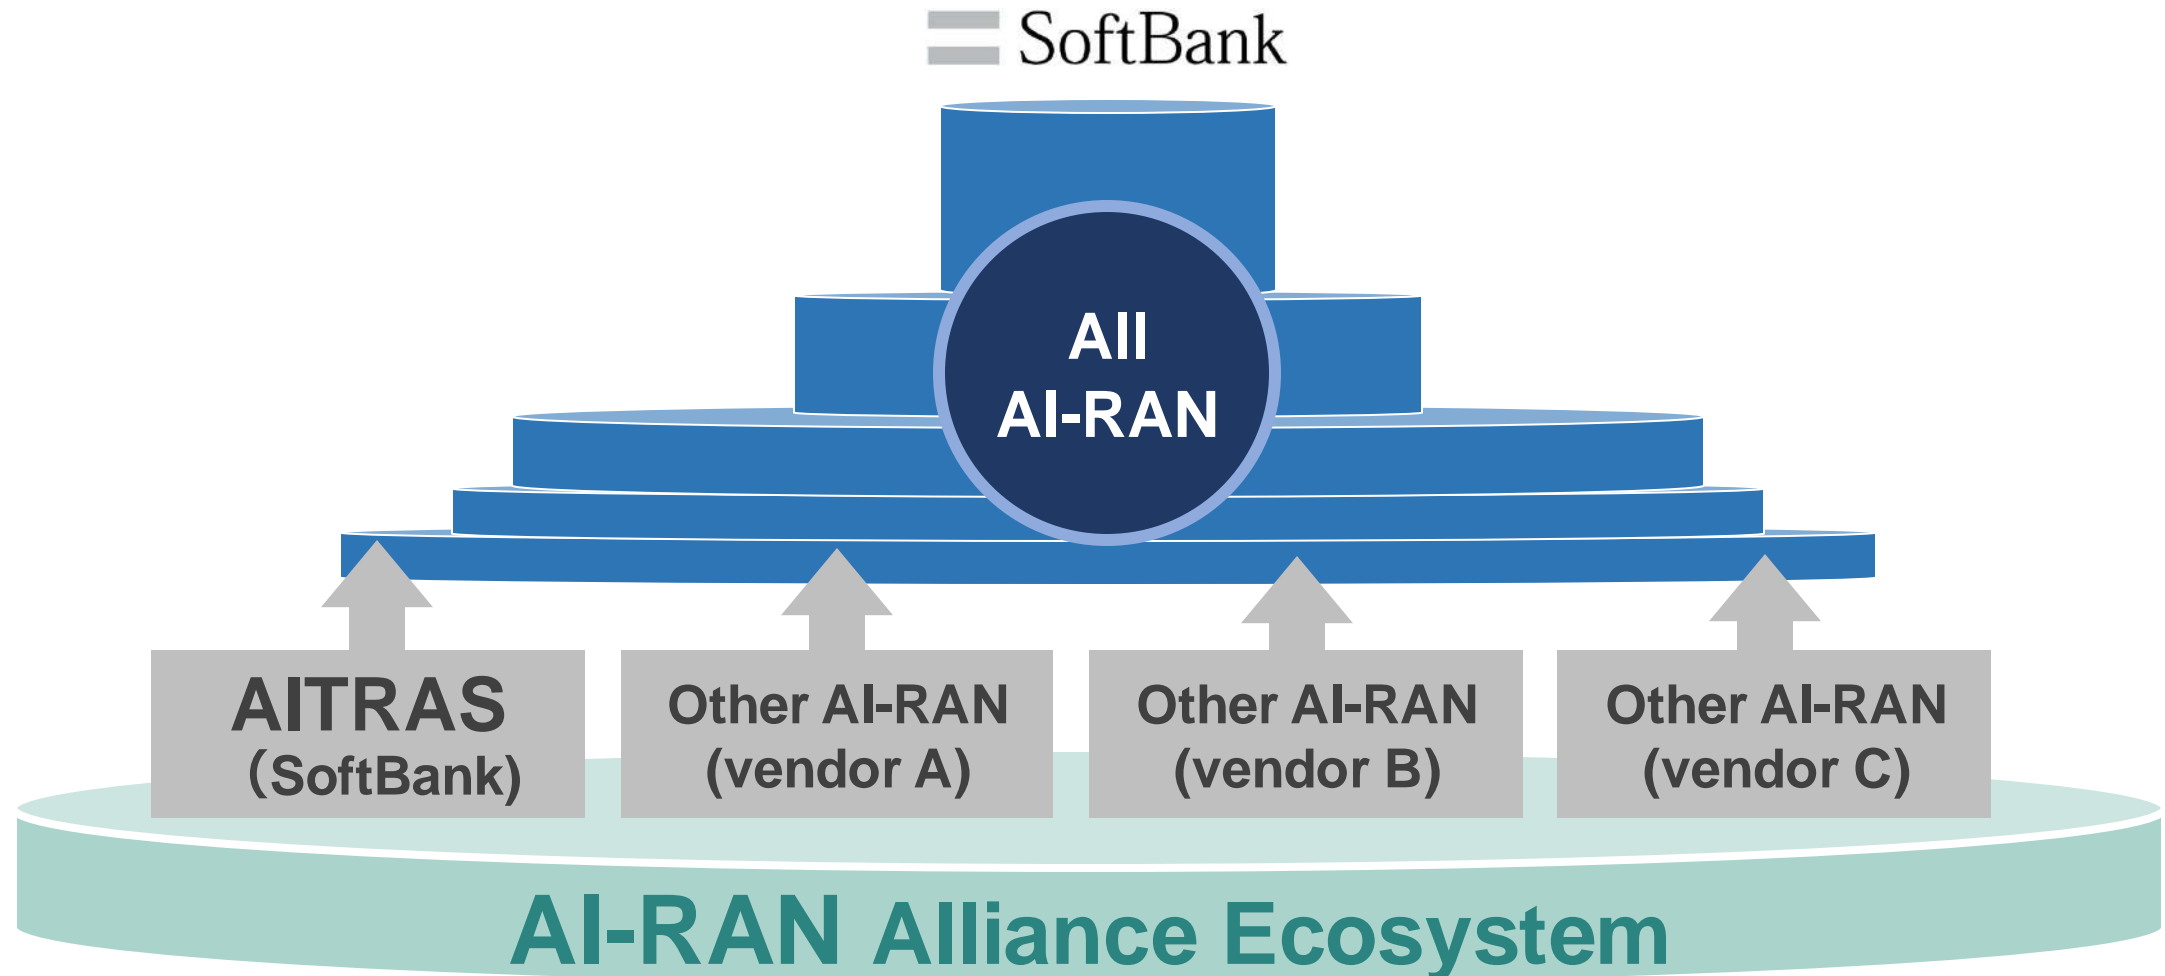 SoftBank
All
AI-RAN
AITRAS
（SoftBank)
Other AI-RAN
(vendor A)
Other AI-RAN
(vendor B)
Other AI-RAN
(vendor C)
AI-RAN Alliance Ecosystem